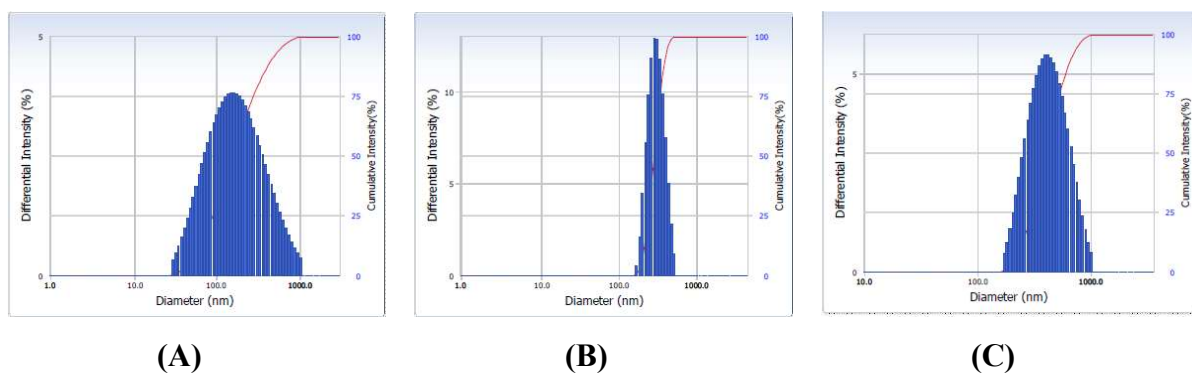 5
0
Differential Intensity (%)
100
75
50
25
0
Cumulative Intensity(%)
1.0
10.0
100.0
1000.0
Diameter (nm)
(A)
10
5
0
Differential Intensity (%)
100
75
50
25
0
Cumulative Intensity(%)
1.0
10.0
100.0
1000.0
Diameter (nm)
(B)
5
0
Differential Intensity (%)
100
75
50
25
0
Cumulative Intensity(%)
10.0
100.0
1000.0
Diameter (nm)
(C)